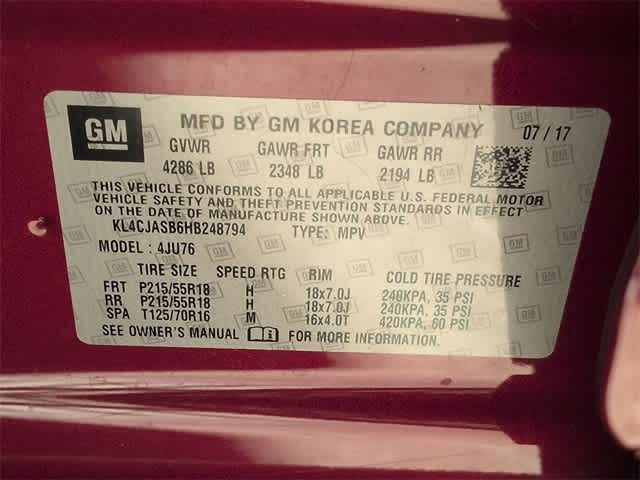 GM MFD BY GM KOREA COMPANY 07 / 17
GVWR GAWR FRT GAWR RR
4286 LB 2348 LB 2194 LB
THIS VEHICLE CONFORMS TO ALL APPLICABLE U.S. FEDERAL MOTOR
VEHICLE SAFETY AND THEFT PREVENTION STANDARDS IN EFFECT
ON THE DATE OF MANUFACTURE SHOWN ABOVE.
KL4CJASB6HB248794 TYPE: MPV
MODEL : 4JU76
TIRE SIZE SPEED RTG RIM COLD TIRE PRESSURE
FRT P215/55R18 H 18x7.0J 240KPA, 35 PSI
RR P215/55R18 H 18x7.0J 240KPA, 35 PSI
SPA T125/70R16 M 16x4.0T 420KPA, 60 PSI
SEE OWNER'S MANUAL FOR MORE INFORMATION.